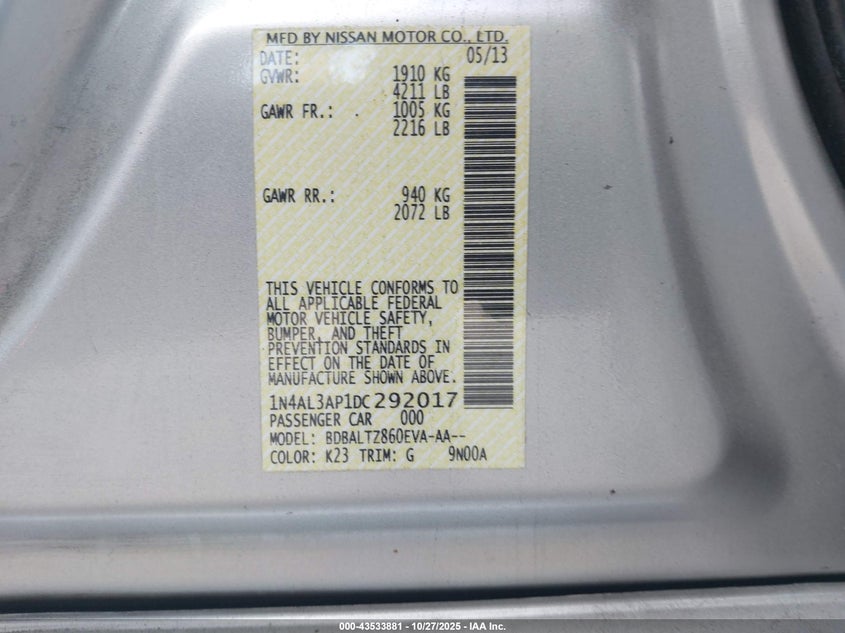 MFD BY NISSAN MOTOR CO., LTD.
DATE: 05/13
GVWR: 1910 KG
4211 LB
GAWR FR.: 1005 KG
2216 LB
GAWR RR.: 940 KG
2072 LB
THIS VEHICLE CONFORMS TO
ALL APPLICABLE FEDERAL
MOTOR VEHICLE SAFETY,
BUMPER, AND THEFT
PREVENTION STANDARDS IN
EFFECT ON THE DATE OF
MANUFACTURE SHOWN ABOVE.
1N4AL3AP1DC292017
PASSENGER CAR 000
MODEL: BDBALTZ860EVA-AA--
COLOR: K23 TRIM: G 9N00A
000-43533881 - 10/27/2025 - IAA Inc.